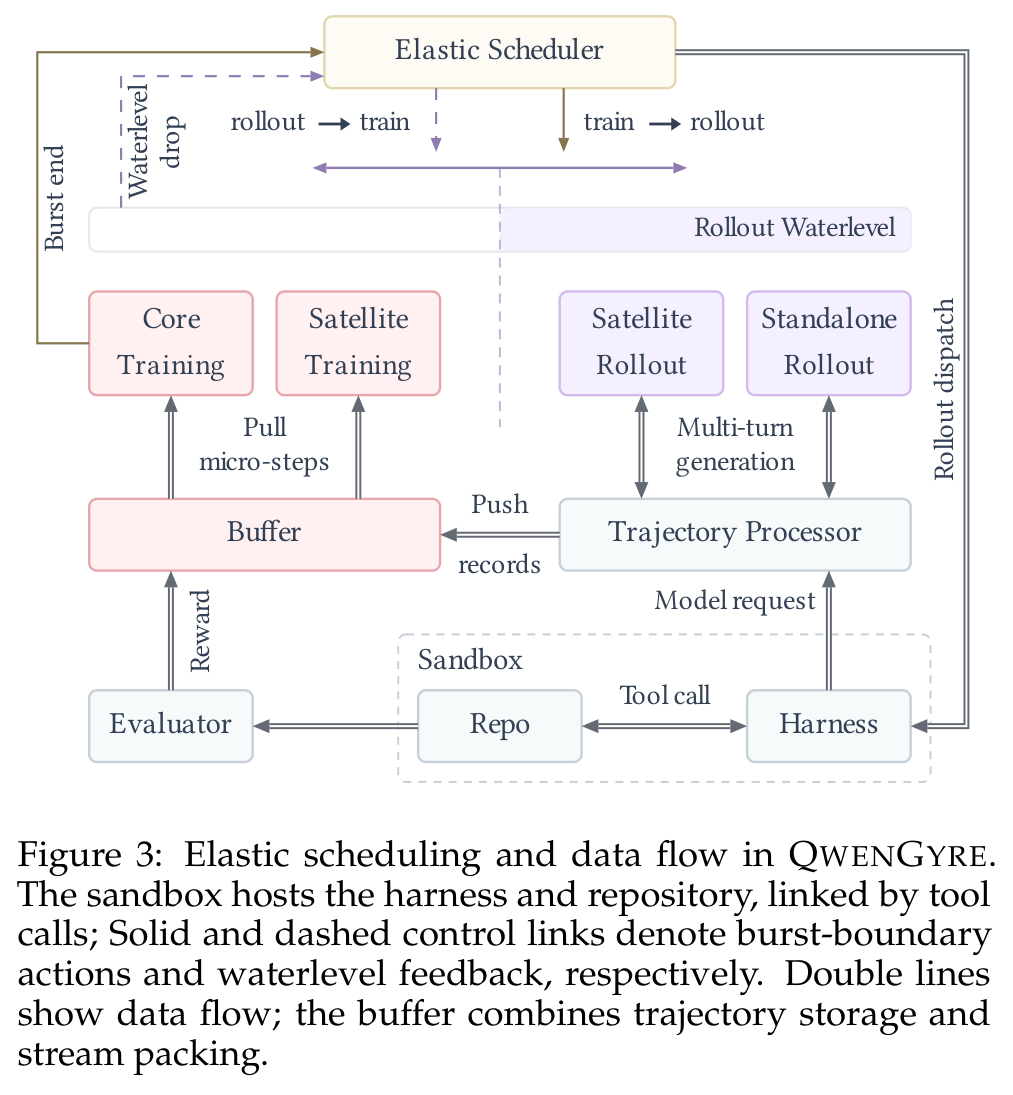 Elastic Scheduler
rollout → train
train → rollout
Waterlevel
drop
Burst end
Rollout Waterlevel
Core
Training
Satellite
Training
Satellite
Rollout
Standalone
Rollout
Rollout dispatch
Pull
micro-steps
Multi-turn
generation
Buffer
Push
records
Trajectory Processor
Reward
Model request
Sandbox
Evaluator
Repo
Tool call
Harness
Figure 3: Elastic scheduling and data flow in QWENGYRE.
The sandbox hosts the harness and repository, linked by tool
calls; Solid and dashed control links denote burst-boundary
actions and waterlevel feedback, respectively. Double lines
show data flow; the buffer combines trajectory storage and
stream packing.